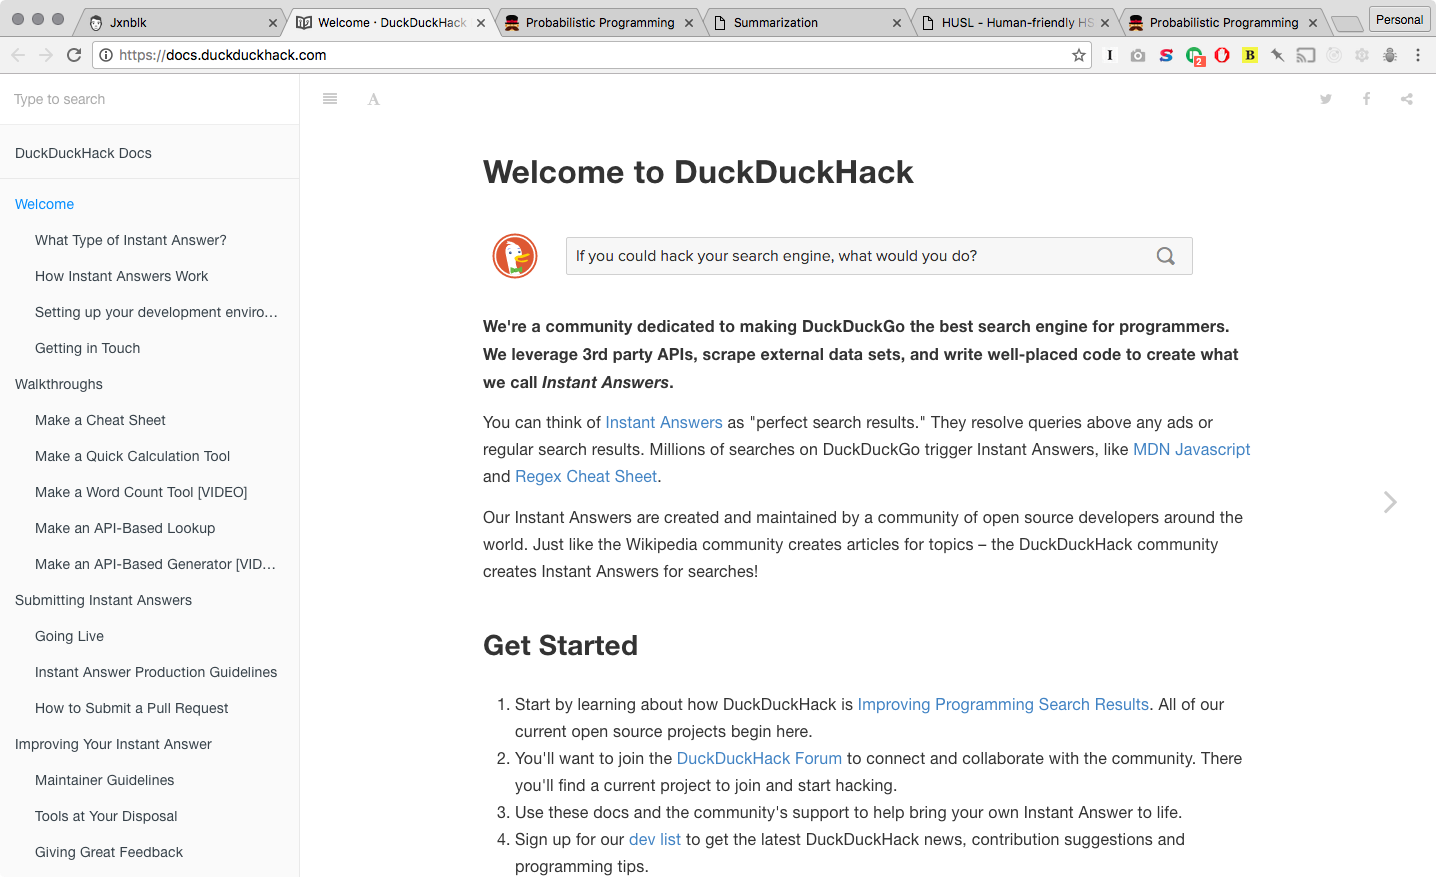 Jxnblk
Welcome · DuckDuckHack
Probabilistic Programming
Summarization
HUSL - Human-friendly HS
Probabilistic Programming
Personal
https://docs.duckduckhack.com
I
2
B
Type to search
A
DuckDuckHack Docs
Welcome
What Type of Instant Answer?
How Instant Answers Work
Setting up your development enviro...
Getting in Touch
Walkthroughs
Make a Cheat Sheet
Make a Quick Calculation Tool
Make a Word Count Tool [VIDEO]
Make an API-Based Lookup
Make an API-Based Generator [VID...
Submitting Instant Answers
Going Live
Instant Answer Production Guidelines
How to Submit a Pull Request
Improving Your Instant Answer
Maintainer Guidelines
Tools at Your Disposal
Giving Great Feedback
Welcome to DuckDuckHack
If you could hack your search engine, what would you do?
We're a community dedicated to making DuckDuckGo the best search engine for programmers.
We leverage 3rd party APIs, scrape external data sets, and write well-placed code to create what
we call Instant Answers.
You can think of Instant Answers as "perfect search results." They resolve queries above any ads or
regular search results. Millions of searches on DuckDuckGo trigger Instant Answers, like MDN Javascript
and Regex Cheat Sheet.
Our Instant Answers are created and maintained by a community of open source developers around the
world. Just like the Wikipedia community creates articles for topics – the DuckDuckHack community
creates Instant Answers for searches!
Get Started
1. Start by learning about how DuckDuckHack is Improving Programming Search Results. All of our
current open source projects begin here.
2. You'll want to join the DuckDuckHack Forum to connect and collaborate with the community. There
you'll find a current project to join and start hacking.
3. Use these docs and the community's support to help bring your own Instant Answer to life.
4. Sign up for our dev list to get the latest DuckDuckHack news, contribution suggestions and
programming tips.